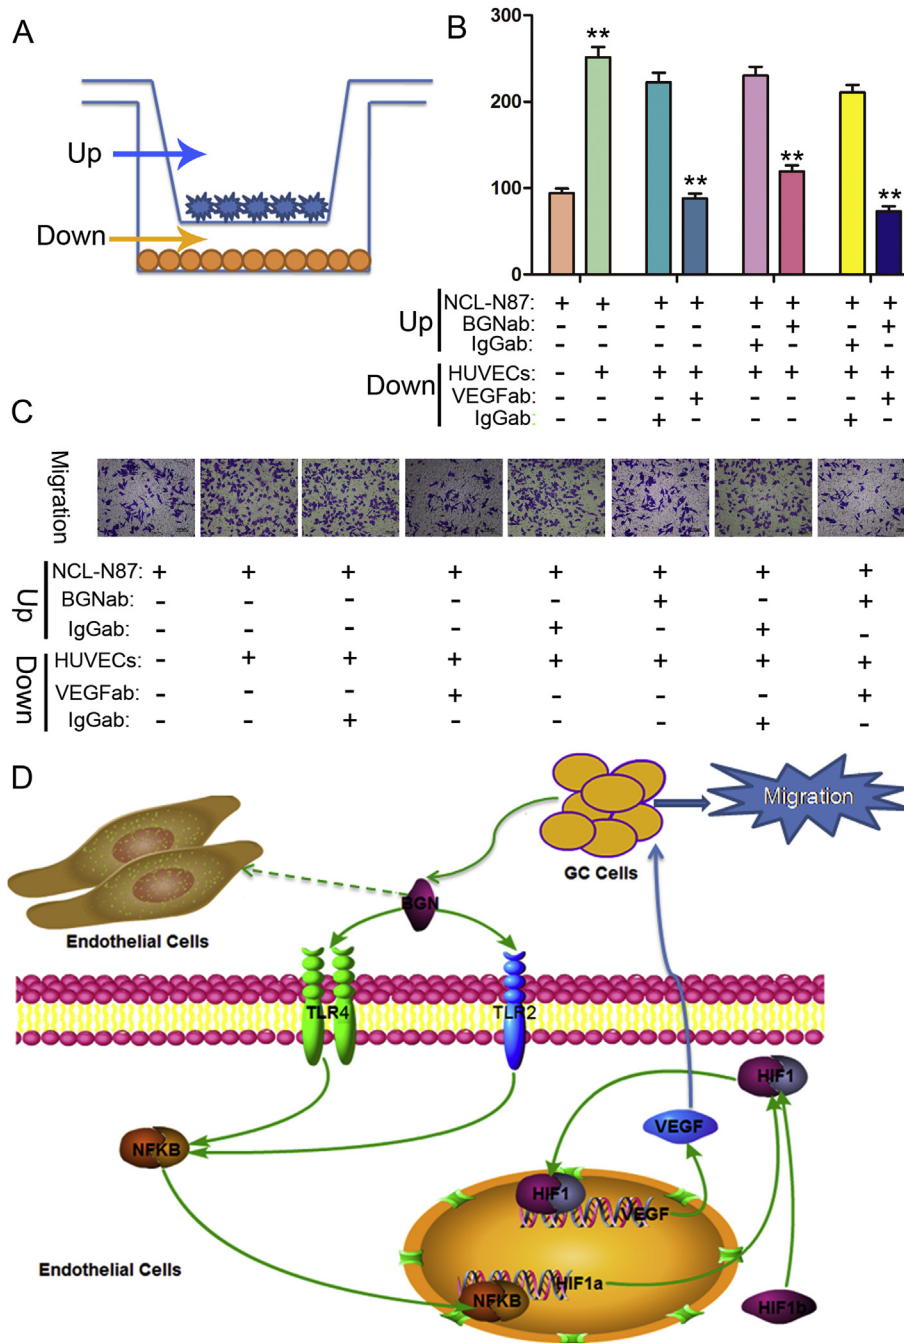 A
Up
Down
B
300
200
100
0
**
**
**
**
Up
NCL-N87: + + + + + + + +
BGNab: - - - - - + - +
IgGab: - - - - + - + -
Down
HUVECs: - + + + + + + +
VEGFab: - - - + - - - +
IgGab: - - + - - - + -
C
Migration
Up
NCL-N87: + + + + + + + +
BGNab: - - - - - + - +
IgGab: - - - - + - + -
Down
HUVECs: - + + + + + + +
VEGFab: - - - + - - - +
IgGab: - - + - - - + -
D
Migration
GC Cells
BGN
Endothelial Cells
TLR4
TLR2
HIF1
VEGF
NFKB
HIF1
VEGF
Endothelial Cells
HIF1a
NFKB
HIF1b